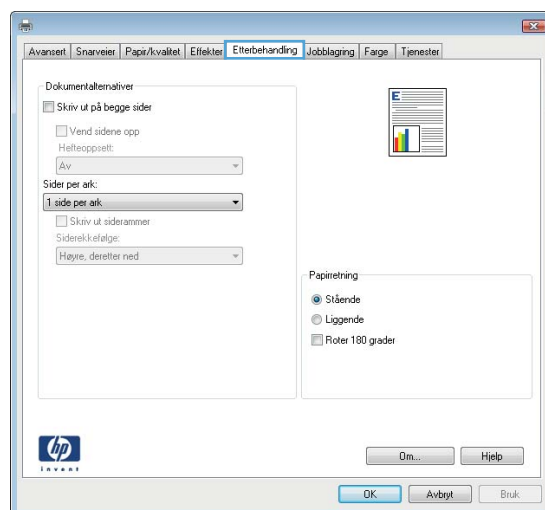 Avansert Snarveier Papir/kvalitet Effekter Etterbehandling Jobblagring Farge Tjenester
Dokumentalternativer
Skriv ut på begge sider
Vend sidene opp
Hefteoppsett:
Av
Sider per ark:
1 side per ark
Skriv ut siderammer
Siderekkefølge:
Høyre, deretter ned
E
Papirretning
Stående
Liggende
Roter 180 grader
hp
invent
Om... Hjelp
OK Avbryt Bruk